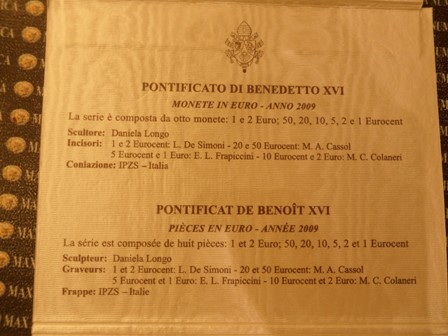 PONTIFICATO DI BENEDETTO XVI
MONETE IN EURO - ANNO 2009
La serie è composta da otto monete: 1 e 2 Euro; 50, 20, 10, 5, 2 e 1 Eurocent
Scultore: Daniela Longo
Incisori: 1 e 2 Eurocent: L. De Simoni - 20 e 50 Eurocent: M. A. Cassol
5 Eurocent e 1 Euro: E. L. Frapiccini - 10 Eurocent e 2 Euro: M. C. Colaneri
Coniazione: IPZS – Italia
PONTIFICAT DE BENOÎT XVI
PIÈCES EN EURO - ANNÉE 2009
La série est composée de huit pièces: 1 et 2 Euro; 50, 20, 10, 5, 2 et 1 Eurocent
Sculpteur: Daniela Longo
Graveurs: 1 et 2 Eurocent: L. De Simoni - 20 et 50 Eurocent: M. A. Cassol
5 Eurocent et 1 Euro: E. L. Frapiccini - 10 Eurocent et 2 Euro: M. C. Colaneri
Frappe: IPZS – Italie